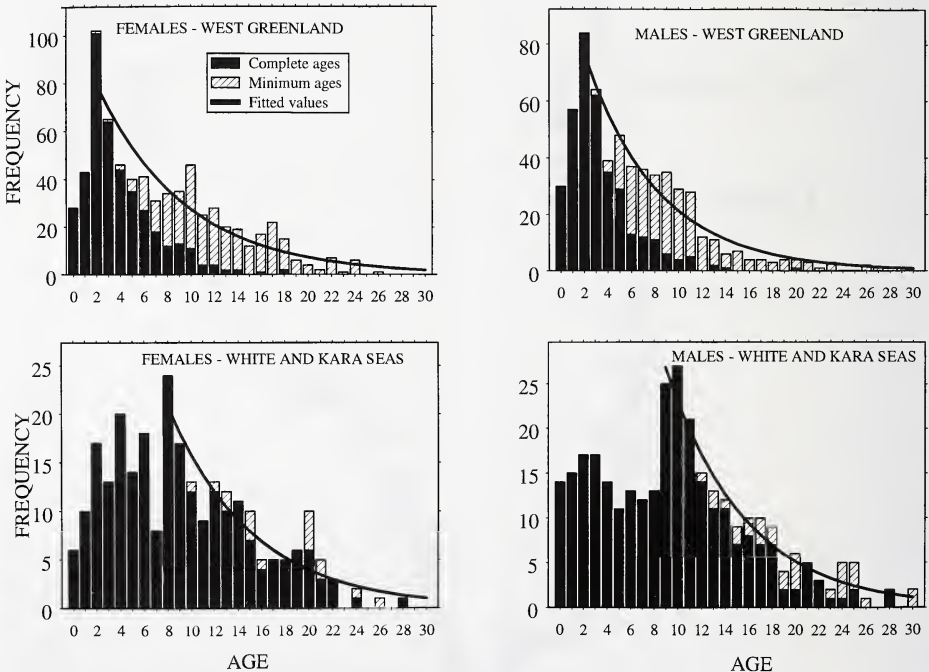 FEMALES - WEST GREENLAND
Complete ages
Minimum ages
Fitted values
FREQUENCY
100
80
60
40
20
0
0 2 4 6 8 10 12 14 16 18 20 22 24 26 28 30
MALES - WEST GREENLAND
80
60
40
20
0
0 2 4 6 8 10 12 14 16 18 20 22 24 26 28 30
FEMALES - WHITE AND KARA SEAS
FREQUENCY
25
20
15
10
5
0
0 2 4 6 8 10 12 14 16 18 20 22 24 26 28 30
AGE
MALES - WHITE AND KARA SEAS
25
20
15
10
5
0
0 2 4 6 8 10 12 14 16 18 20 22 24 26 28 30
AGE